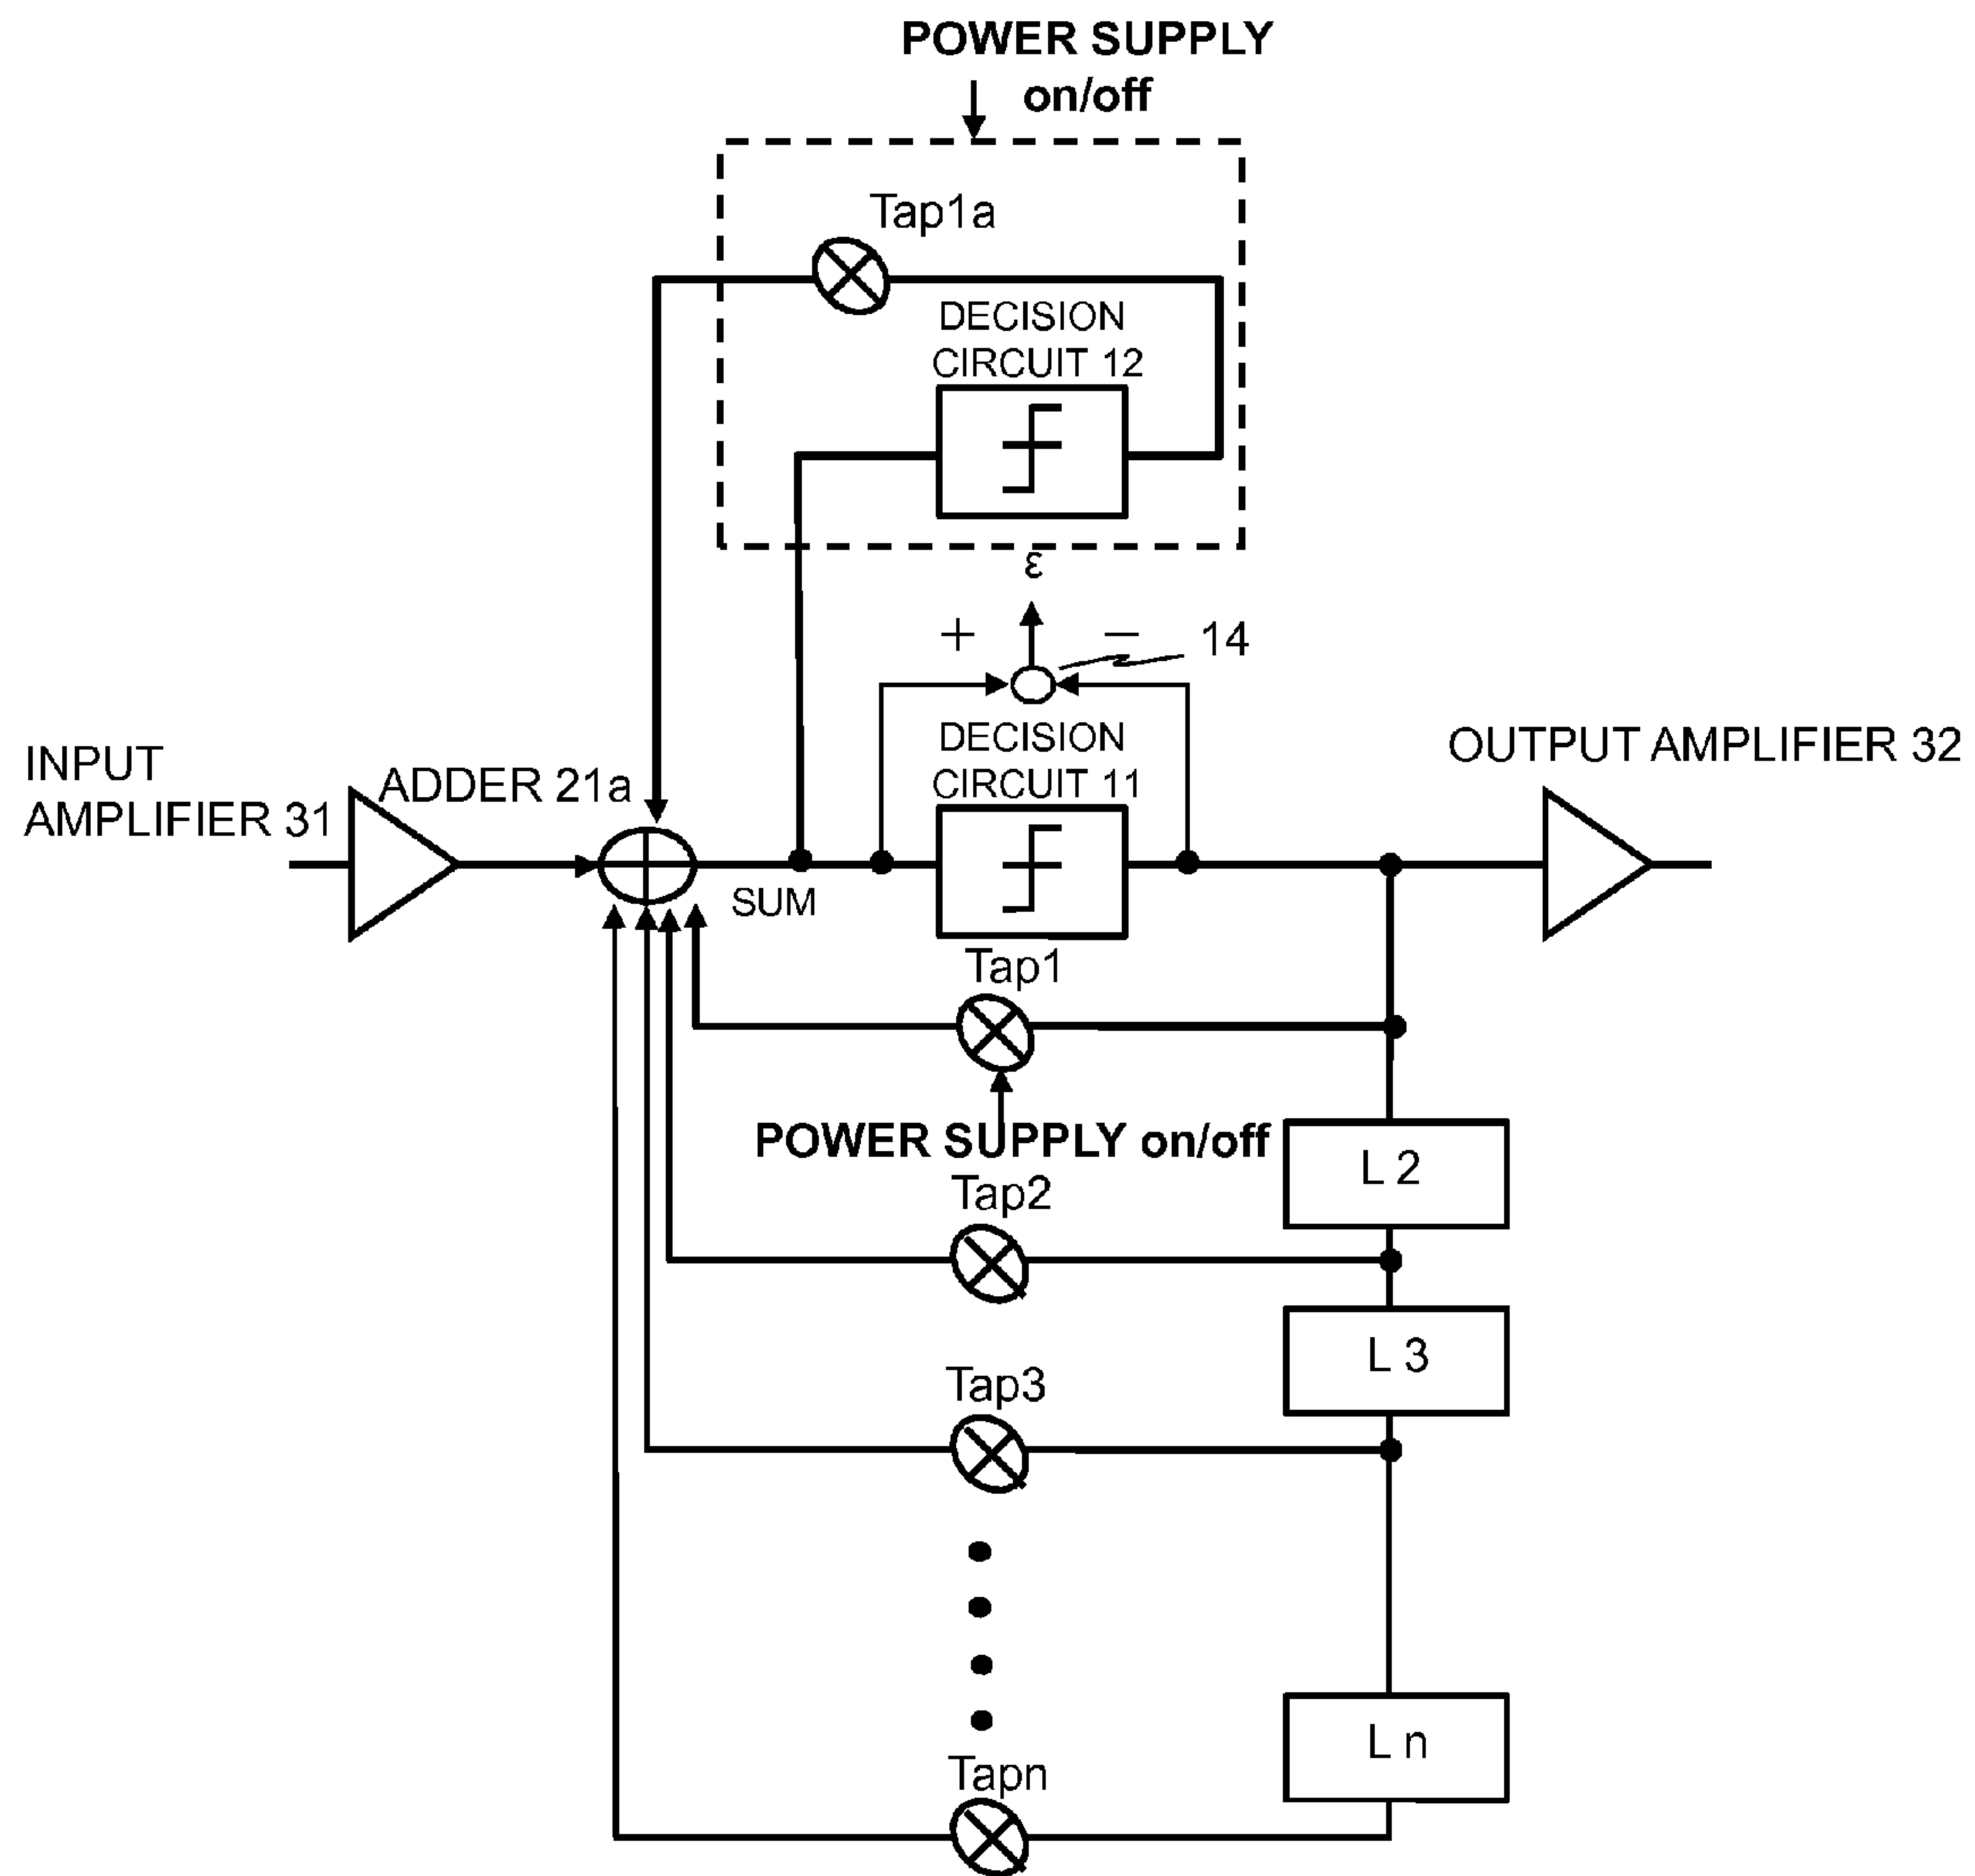 POWER SUPPLY
on/off
Tap1a
DECISION
CIRCUIT 12
ε
+ − 14
DECISION
CIRCUIT 11
INPUT
AMPLIFIER 31
ADDER 21a
OUTPUT AMPLIFIER 32
SUM
Tap1
POWER SUPPLY on/off
L 2
Tap2
L 3
Tap3
L n
Tapn